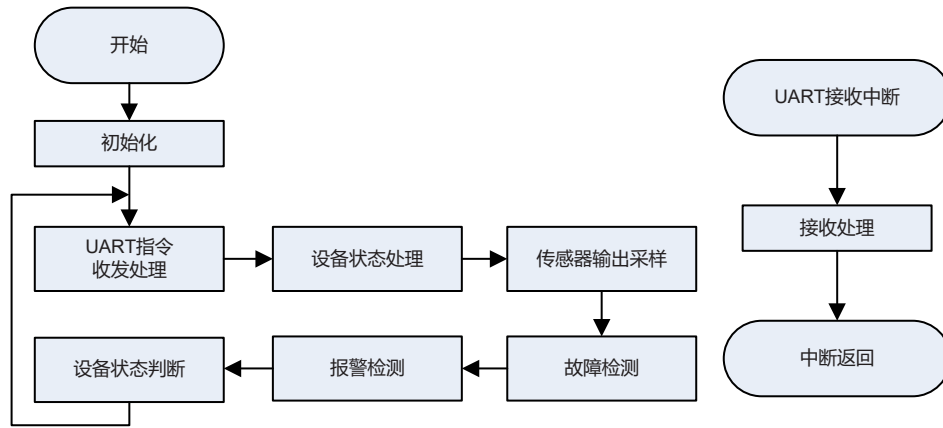 开始
初始化
UART指令
收发处理
设备状态处理
传感器输出采样
故障检测
报警检测
设备状态判断
UART接收中断
接收处理
中断返回